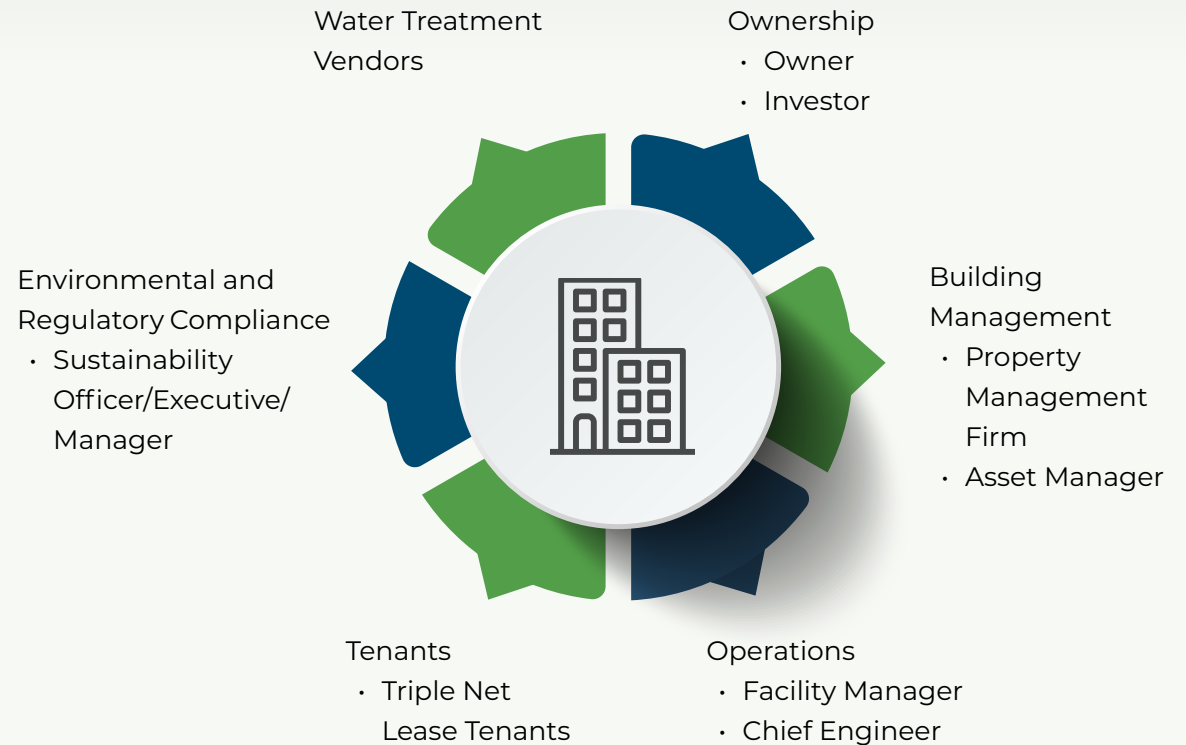 Water Treatment
Vendors
Ownership
• Owner
• Investor
Building
Management
• Property
Management
Firm
• Asset Manager
Operations
• Facility Manager
• Chief Engineer
Tenants
• Triple Net
Lease Tenants
Environmental and
Regulatory Compliance
• Sustainability
Officer/Executive/
Manager